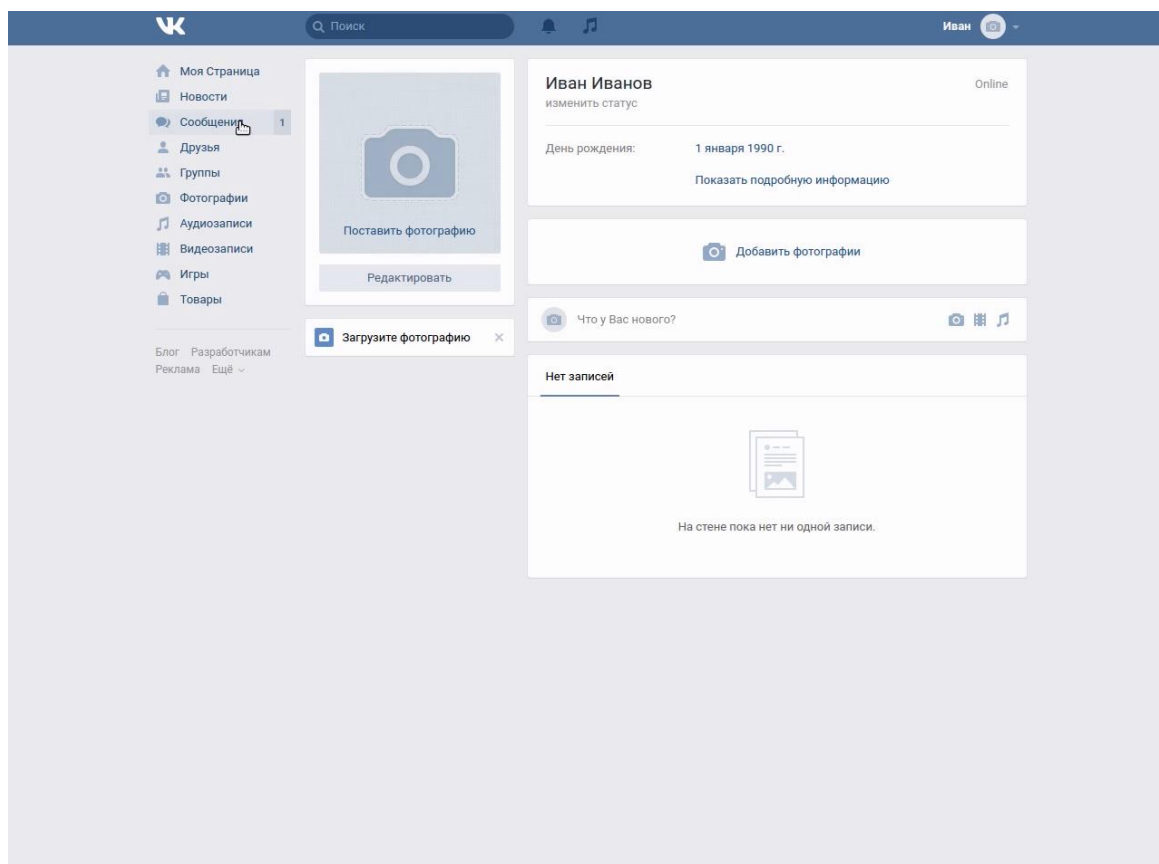 VK
Поиск
Иван
Моя Страница
Новости
Сообщения 1
Друзья
Группы
Фотографии
Аудиозаписи
Видеозаписи
Игры
Товары
Блог Разработчикам
Реклама Ещё
Поставить фотографию
Редактировать
Загрузите фотографию
Иван Иванов Online
изменить статус
День рождения: 1 января 1990 г.
Показать подробную информацию
Добавить фотографии
Что у Вас нового?
Нет записей
На стене пока нет ни одной записи.